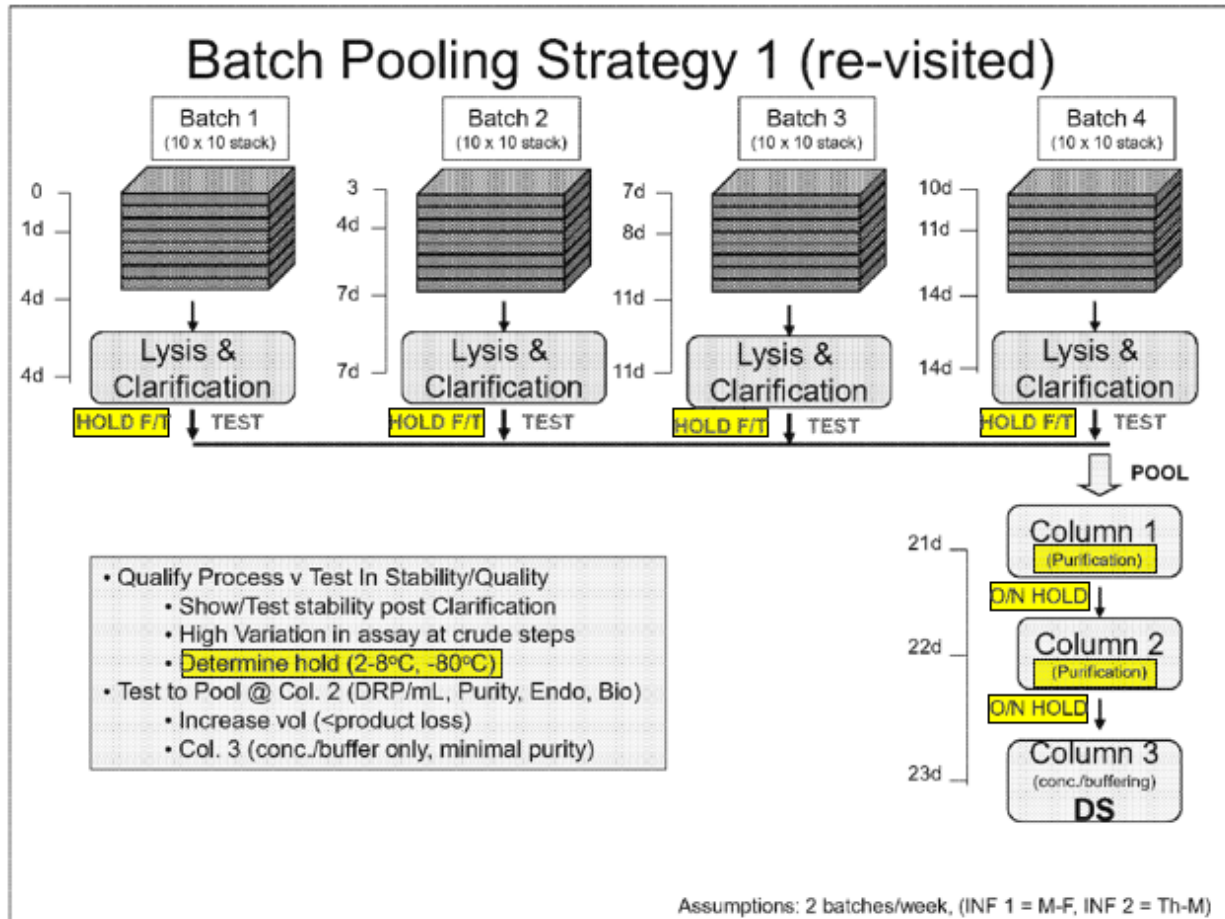 Batch Pooling Strategy 1 (re-visited)
Batch 1
(10 x 10 stack)
Batch 2
(10 x 10 stack)
Batch 3
(10 x 10 stack)
Batch 4
(10 x 10 stack)
0
1d
4d
4d
3
4d
7d
7d
7d
8d
11d
11d
10d
11d
14d
14d
Lysis &
Clarification
Lysis &
Clarification
Lysis &
Clarification
Lysis &
Clarification
HOLD F/T TEST
HOLD F/T TEST
HOLD F/T TEST
HOLD F/T TEST
POOL
21d
Column 1
(Purification)
O/N HOLD
22d
Column 2
(Purification)
O/N HOLD
23d
Column 3
(conc./buffering)
DS
• Qualify Process v Test In Stability/Quality
• Show/Test stability post Clarification
• High Variation in assay at crude steps
• Determine hold (2-8ºC, -80ºC)
• Test to Pool @ Col. 2 (DRP/mL, Purity, Endo, Bio)
• Increase vol (<product loss)
• Col. 3 (conc./buffer only, minimal purity)
Assumptions: 2 batches/week, (INF 1 = M-F, INF 2 = Th-M)